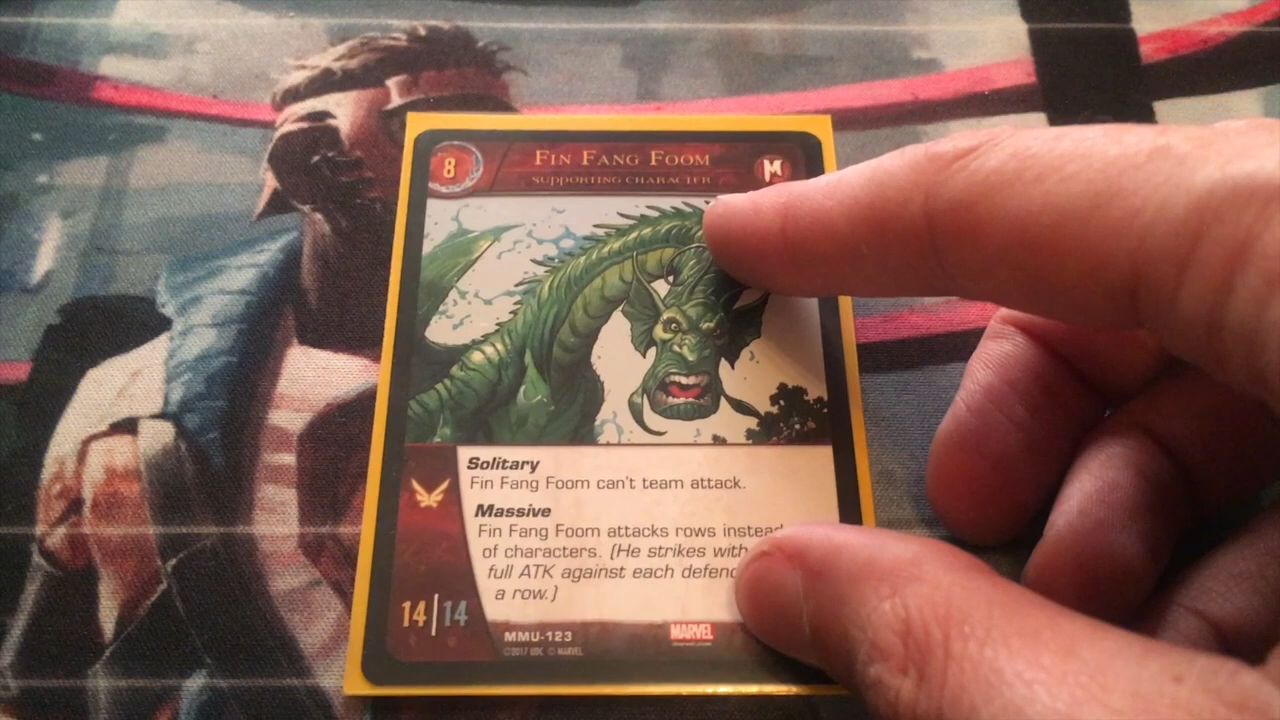 8
FIN FANG FOOM
M
SUPPORTING CHARACTER
Solitary
Fin Fang Foom can't team attack.
Massive
Fin Fang Foom attacks rows instead
of characters. (He strikes with
full ATK against each
a row.)
14|14
MMU-123
MARVEL
©2017 UDC © MARVEL